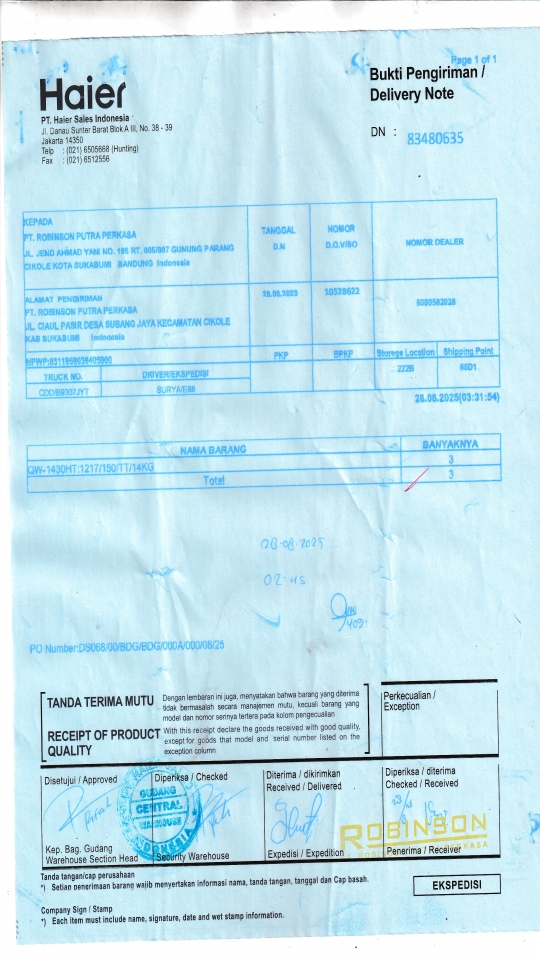 Page 1 of 1
Haier
Bukti Pengiriman /
Delivery Note
PT. Haier Sales Indonesia
Jl. Danau Sunter Barat Blok A III, No. 38 - 39
Jakarta 14350
Telp : (021) 6505668 (Hunting)
Fax : (021) 6512556
DN : 83480635
KEPADA
PT. ROBINSON PUTRA PERKASA
JL. JEND AHMAD YANI NO. 185 RT. 005/007 GUNUNG PARANG
CIKOLE KOTA SUKABUMI BANDUNG Indonesia
TANGGAL
D.N
NOMOR
D.O.V/SO
NOMOR DEALER
ALAMAT PENGIRIMAN
PT. ROBINSON PUTRA PERKASA
JL. CIAUL PASIR DESA SUBANG JAYA KECAMATAN CIKOLE
KAB SUKABUMI Indonesia
28.08.2025
10528622
NPWP:
PKP
BPKP
Storege Location
Shipping Point
TRUCK NO.
DRIVER/EKSPEDISI
222B
65D1
CDD/B9307JYT
SURYA/E88
28.08.2025(03:31:54)
NAMA BARANG
BANYAKNYA
QW-1430HT:1217/150/TT/14KG
3
Total
3
28-08-2025
02-45
PO Number:DS068/00/BDG/BDG/000A/000/08/25
TANDA TERIMA MUTU
Dengan lembaran ini juga, menyatakan bahwa barang yang diterima
tidak bermasalah secara manajemen mutu, kecuali barang yang
model dan nomor serinya tertera pada kolom pengecualian
RECEIPT OF PRODUCT
QUALITY
With this receipt declare the goods received with good quality,
except for goods that model and serial number listed on the
exception column
Perkecualian /
Exception
Disetujui / Approved
Diperiksa / Checked
Diterima / dikirimkan
Received / Delivered
Diperiksa / diterima
Checked / Received
GUDANG
CENTRAL
WAREHOUSE
INDONESIA
ROBINSON
Kep. Bag. Gudang
Warehouse Section Head
Security Warehouse
Expedisi / Expedition
Penerima / Receiver
Tanda tangan/cap perusahaan
*) Setiap penerimaan barang wajib menyertakan informasi nama, tanda tangan, tanggal dan Cap basah.
EKSPEDISI
Company Sign / Stamp
*) Each item must include name, signature, date and wet stamp information.